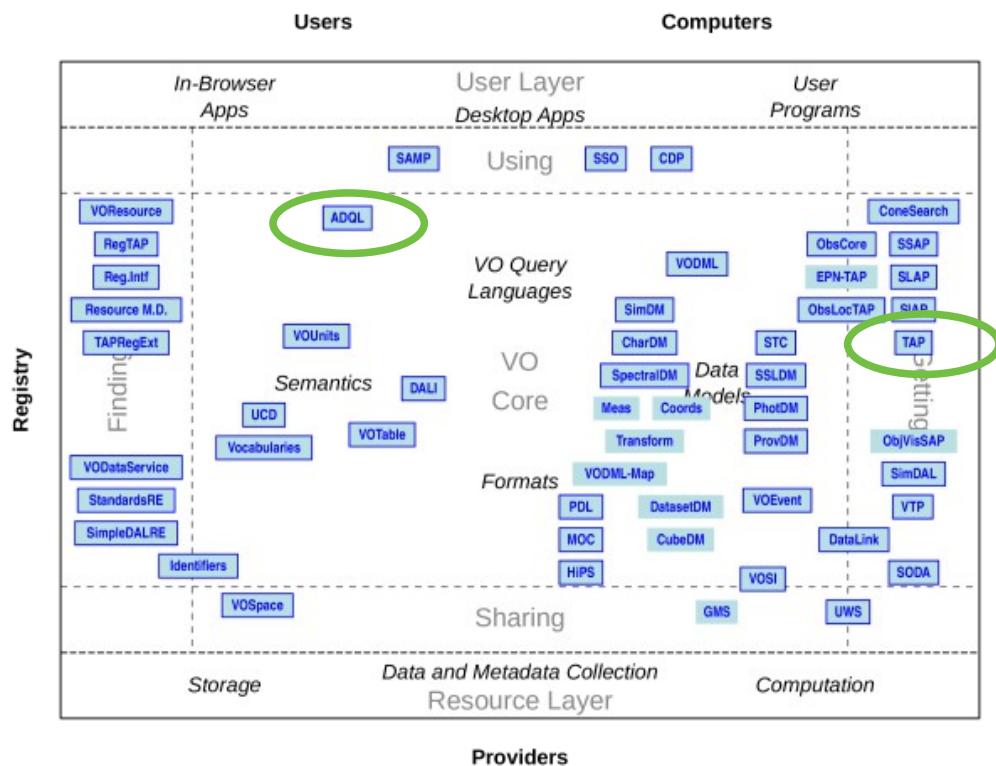 Users
Computers
In-Browser
Apps
User Layer
Desktop Apps
User
Programs
SAMP
Using
SSO
CDP
VOResource
ADQL
ConeSearch
RegTAP
ObsCore
SSAP
VO Query
Languages
VODML
Reg.Intf
EPN-TAP
SLAP
Resource M.D.
SimDM
ObsLocTAP
SIAP
TAPRegExt
VOUnits
CharDM
STC
TAP
VO
Core
Semantics
DALI
SpectralDM
Data
Models
SSLDM
Registry
Finding
Getting
UCD
Meas
Coords
PhotDM
Vocabularies
VOTable
Transform
ProvDM
ObjVisSAP
VODataService
Formats
VODML-Map
SimDAL
StandardsRE
PDL
DatasetDM
VOEvent
VTP
SimpleDALRE
MOC
CubeDM
DataLink
Identifiers
HiPS
VOSI
SODA
VOSpace
Sharing
GMS
UWS
Storage
Data and Metadata Collection
Resource Layer
Computation
Providers